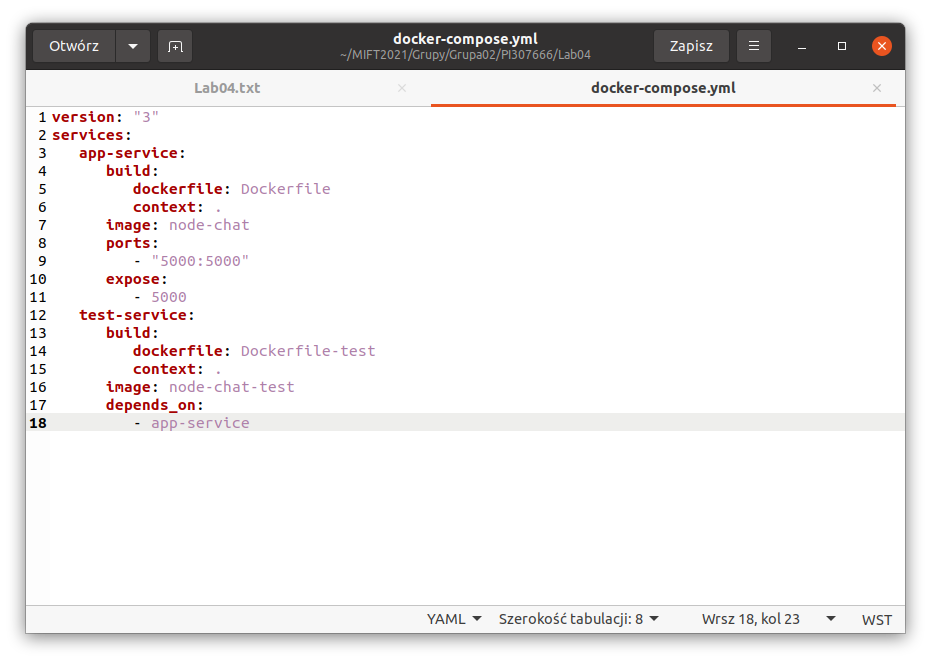 Otwórz
docker-compose.yml
~/MIFT2021/Grupy/Grupa02/PI307666/Lab04
Zapisz
Lab04.txt
docker-compose.yml
1 version: "3"
2 services:
3    app-service:
4       build:
5          dockerfile: Dockerfile
6          context: .
7       image: node-chat
8       ports:
9          - "5000:5000"
10       expose:
11          - 5000
12    test-service:
13       build:
14          dockerfile: Dockerfile-test
15          context: .
16       image: node-chat-test
17       depends_on:
18          - app-service
YAML Szerokość tabulacji: 8 Wrsz 18, kol 23 WST